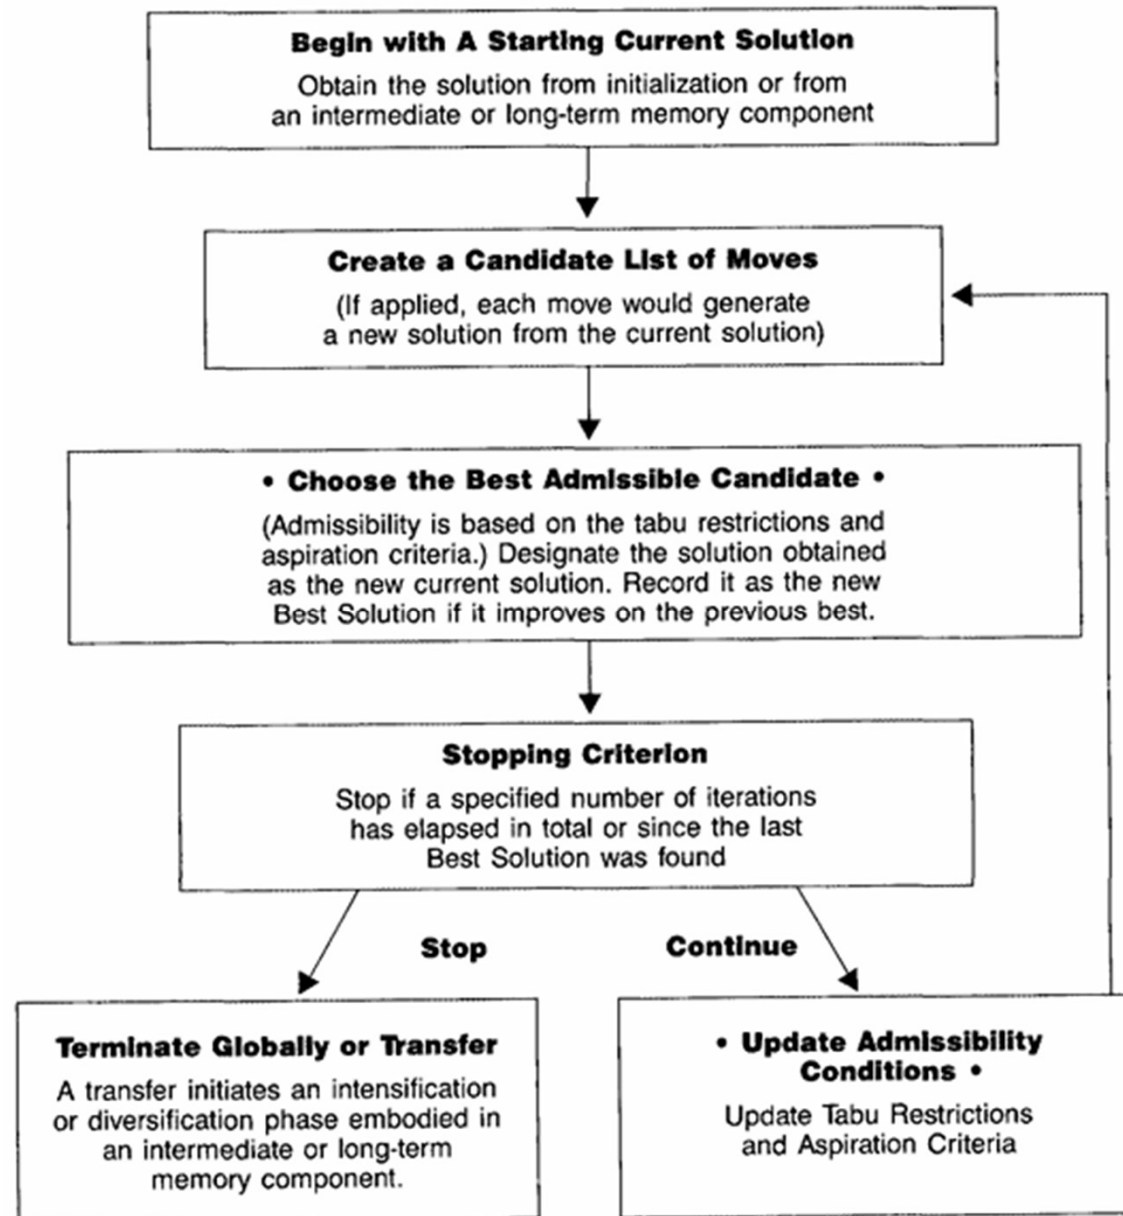 Begin with A Starting Current Solution
Obtain the solution from initialization or from
an intermediate or long-term memory component
Create a Candidate List of Moves
(If applied, each move would generate
a new solution from the current solution)
• Choose the Best Admissible Candidate •
(Admissibility is based on the tabu restrictions and
aspiration criteria.) Designate the solution obtained
as the new current solution. Record it as the new
Best Solution if it improves on the previous best.
Stopping Criterion
Stop if a specified number of iterations
has elapsed in total or since the last
Best Solution was found
Stop
Continue
Terminate Globally or Transfer
A transfer initiates an intensification
or diversification phase embodied in
an intermediate or long-term
memory component.
• Update Admissibility
Conditions •
Update Tabu Restrictions
and Aspiration Criteria